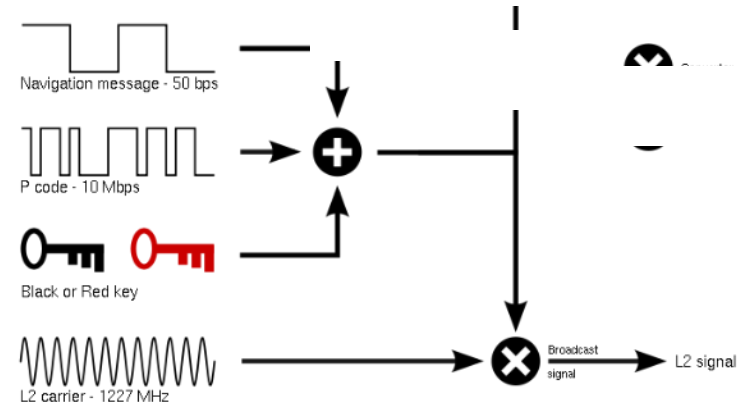 Navigation message - 50 bps
P code - 10 Mbps
Black or Red key
Broadcast
signal
L2 signal
L2 carrier - 1227 MHz